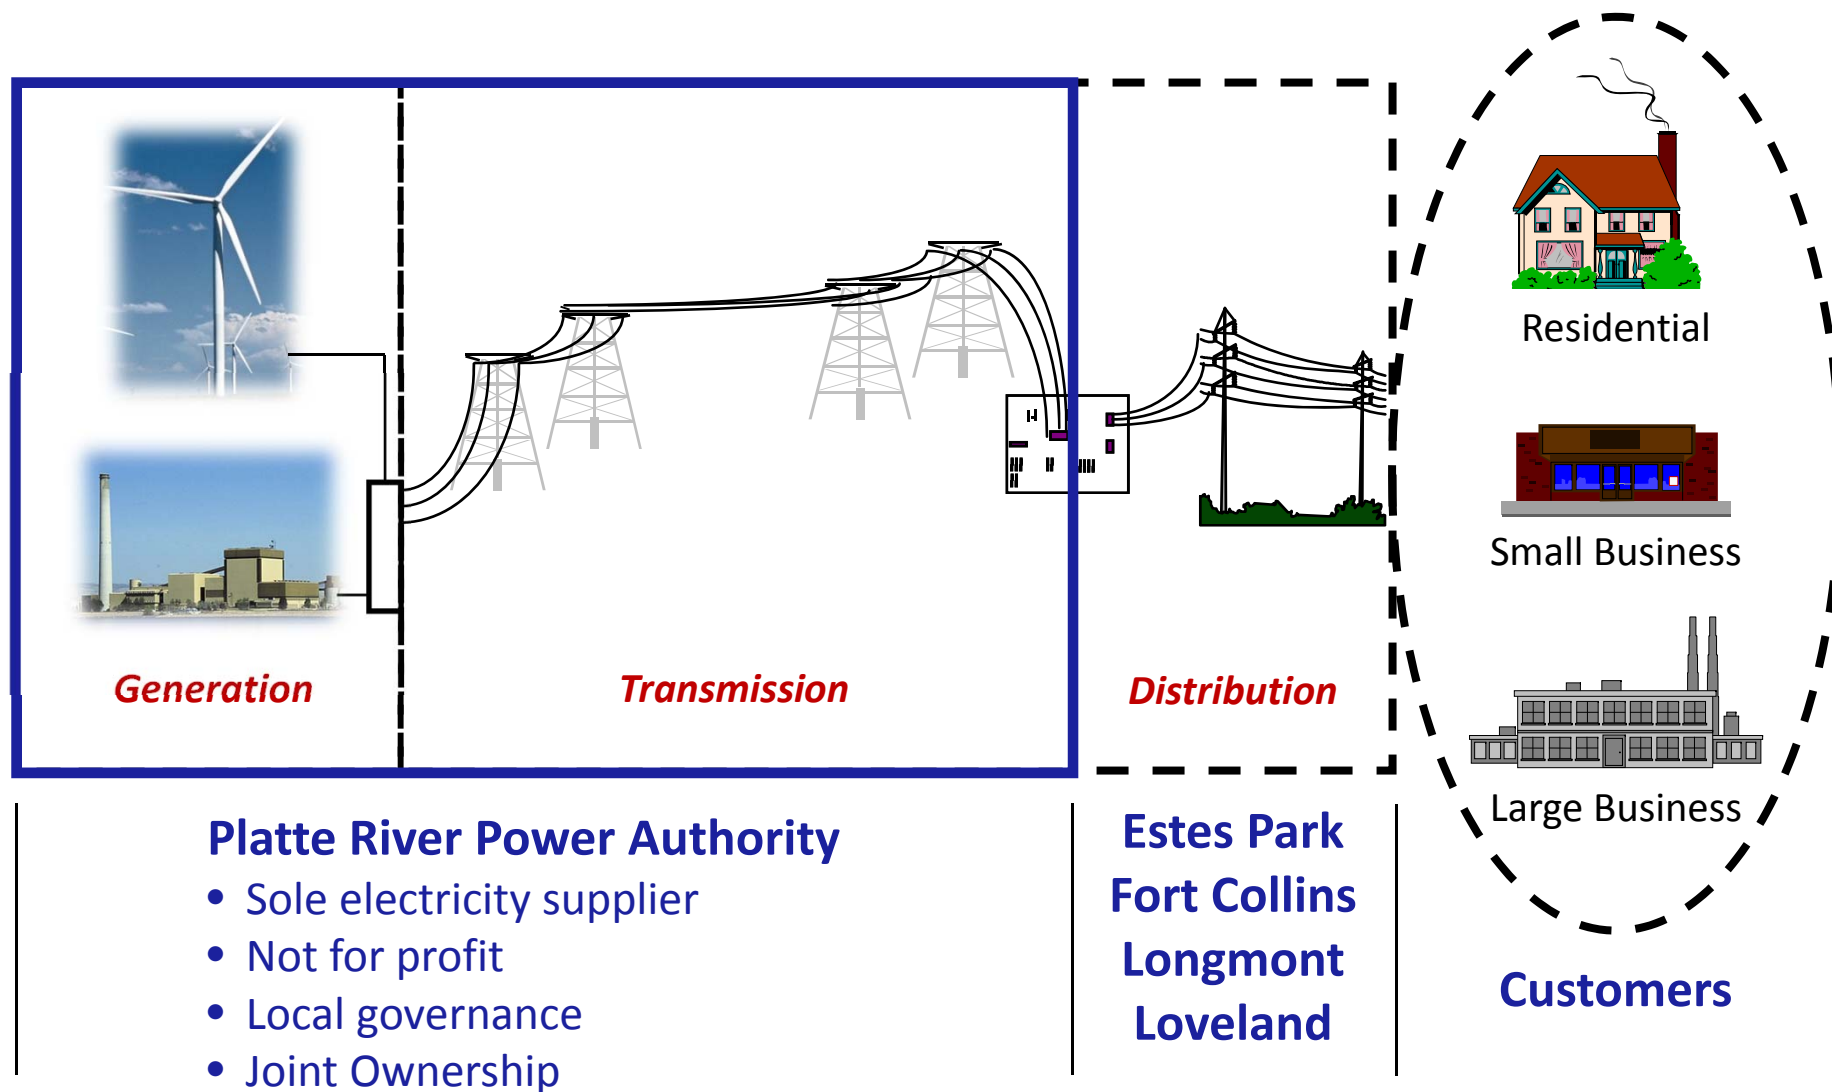 Residential
Small Business
Large Business
Generation
Transmission
Distribution
Platte River Power Authority
• Sole electricity supplier
• Not for profit
• Local governance
• Joint Ownership
Estes Park
Fort Collins
Longmont
Loveland
Customers